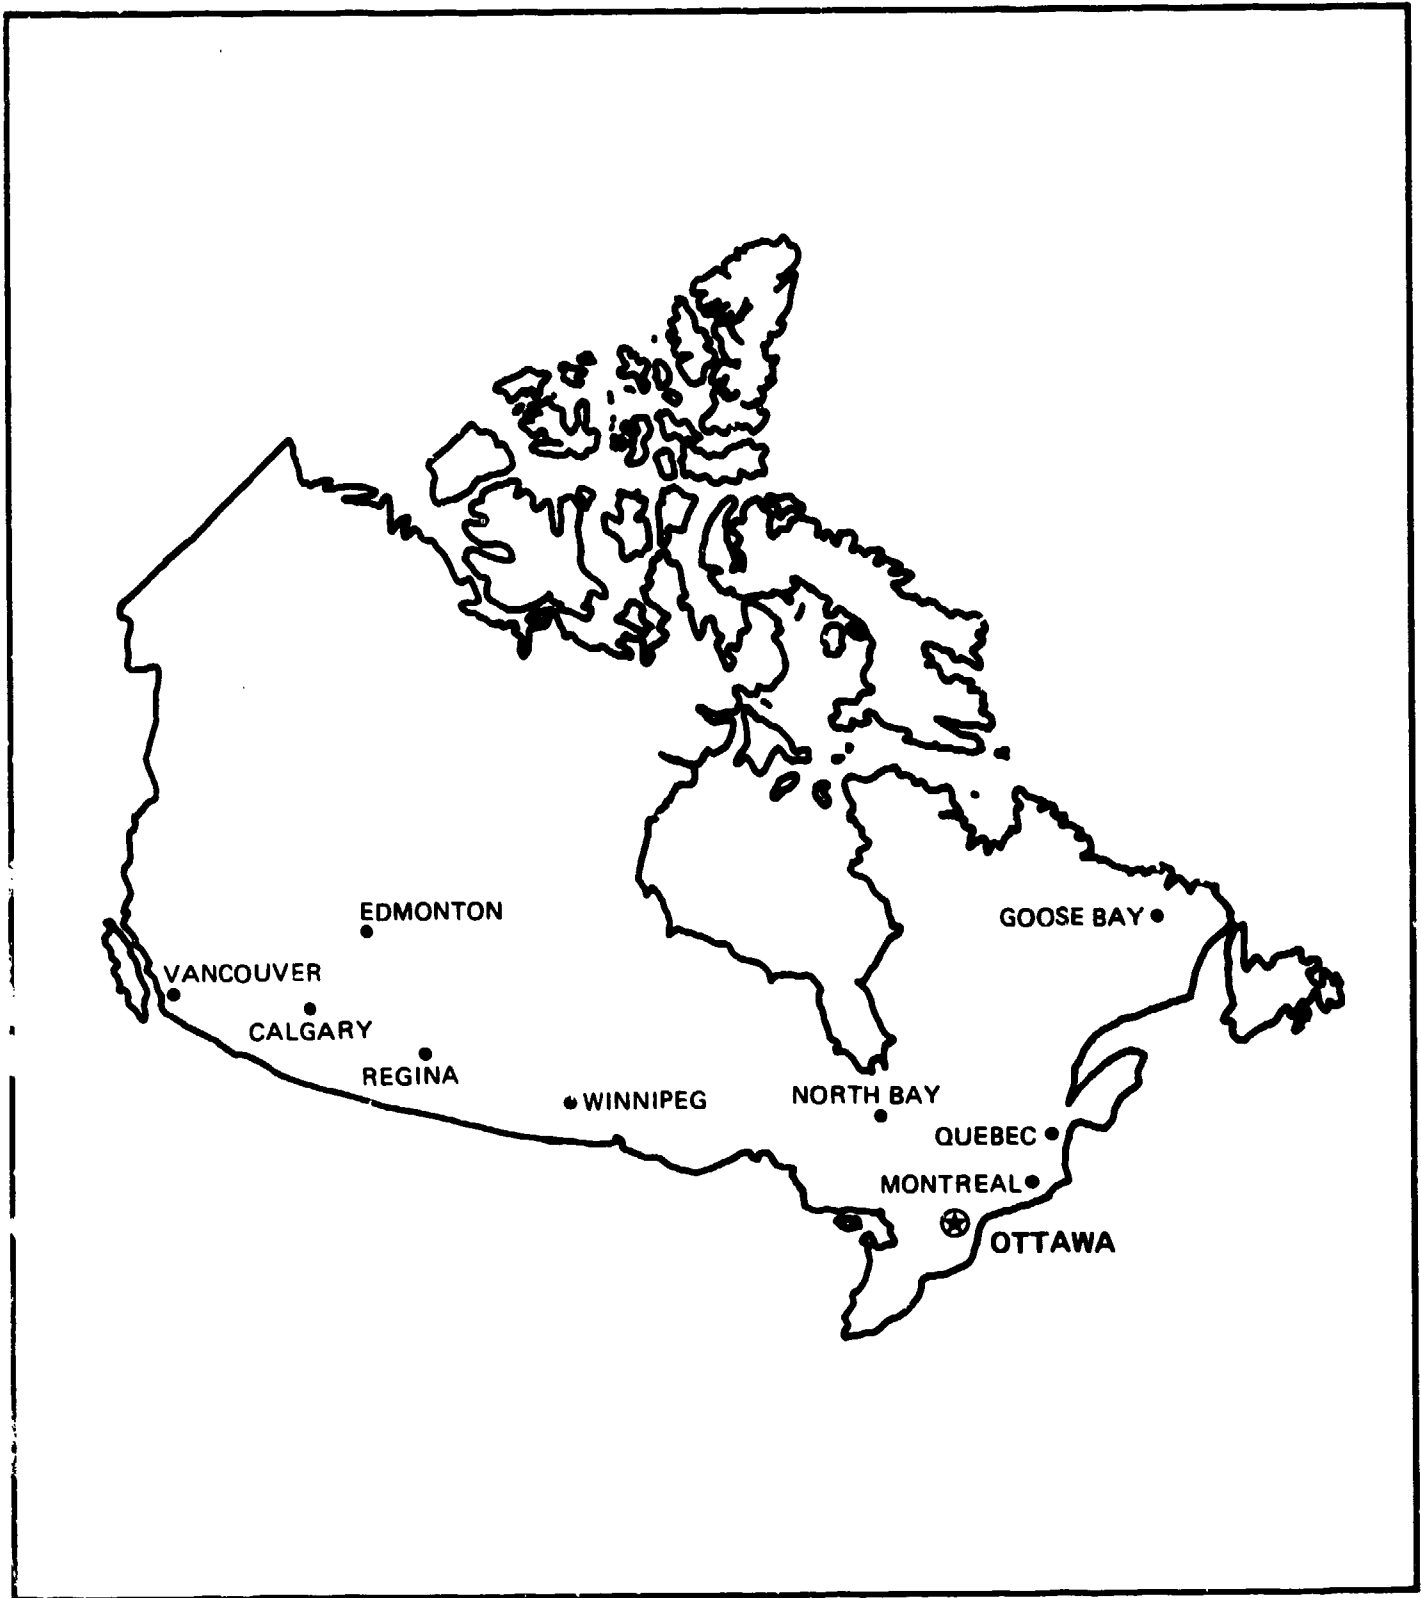 EDMONTON
GOOSE BAY
VANCOUVER
CALGARY
REGINA
WINNIPEG
NORTH BAY
QUEBEC
MONTREAL
OTTAWA